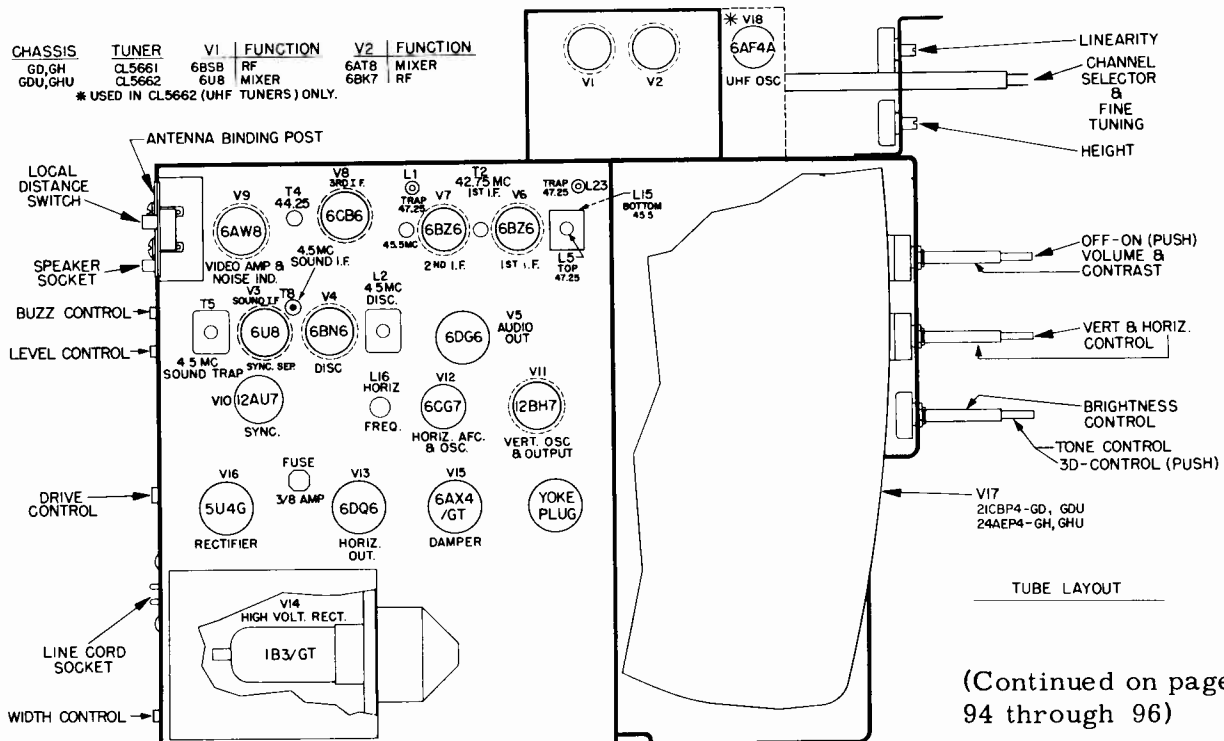 CHASSIS TUNER V1 FUNCTION V2 FUNCTION
GD,GH CL5661 6BS8 RF 6AT8 MIXER
GDU,GHU CL5662 6U8 MIXER 6BK7 RF
* USED IN CL5662 (UHF TUNERS) ONLY.
V1
V2
* V18
6AF4A
UHF OSC
LINEARITY
CHANNEL
SELECTOR
&
FINE
TUNING
HEIGHT
ANTENNA BINDING POST
LOCAL
DISTANCE
SWITCH
SPEAKER
SOCKET
BUZZ CONTROL
LEVEL CONTROL
DRIVE
CONTROL
LINE CORD
SOCKET
WIDTH CONTROL
V9
6AW8
VIDEO AMP &
NOISE IND.
T4
44.25
V8
3RD I.F.
6CB6
L1
TRAP
47.25
45.5MC
T2
42.75 MC
1ST I.F.
V7
6BZ6
2ND I.F.
V6
6BZ6
1ST I.F.
TRAP
47.25
L23
L15
BOTTOM
45 5
L5
TOP
47.25
4.5MC
SOUND I.F.
T5
4 5 MC
SOUND TRAP
V3
SOUND I.F
T8
6U8
SYNC. SEP.
V4
6BN6
DISC
L2
4 5 MC
DISC.
V5
AUDIO
OUT
6DG6
V10
12AU7
SYNC.
L16
HORIZ
FREQ.
V12
6CG7
HORIZ. AFC.
& OSC.
V11
12BH7
VERT. OSC
& OUTPUT
V16
5U4G
RECTIFIER
FUSE
3/8 AMP
V13
6DQ6
HORIZ.
OUT.
V15
6AX4
/GT
DAMPER
YOKE
PLUG
V14
HIGH VOLT. RECT.
1B3/GT
OFF-ON (PUSH)
VOLUME &
CONTRAST
VERT & HORIZ.
CONTROL
BRIGHTNESS
CONTROL
TONE CONTROL
3D-CONTROL (PUSH)
V17
21CBP4-GD, GDU
24AEP4-GH, GHU
TUBE LAYOUT
(Continued on page
94 through 96)